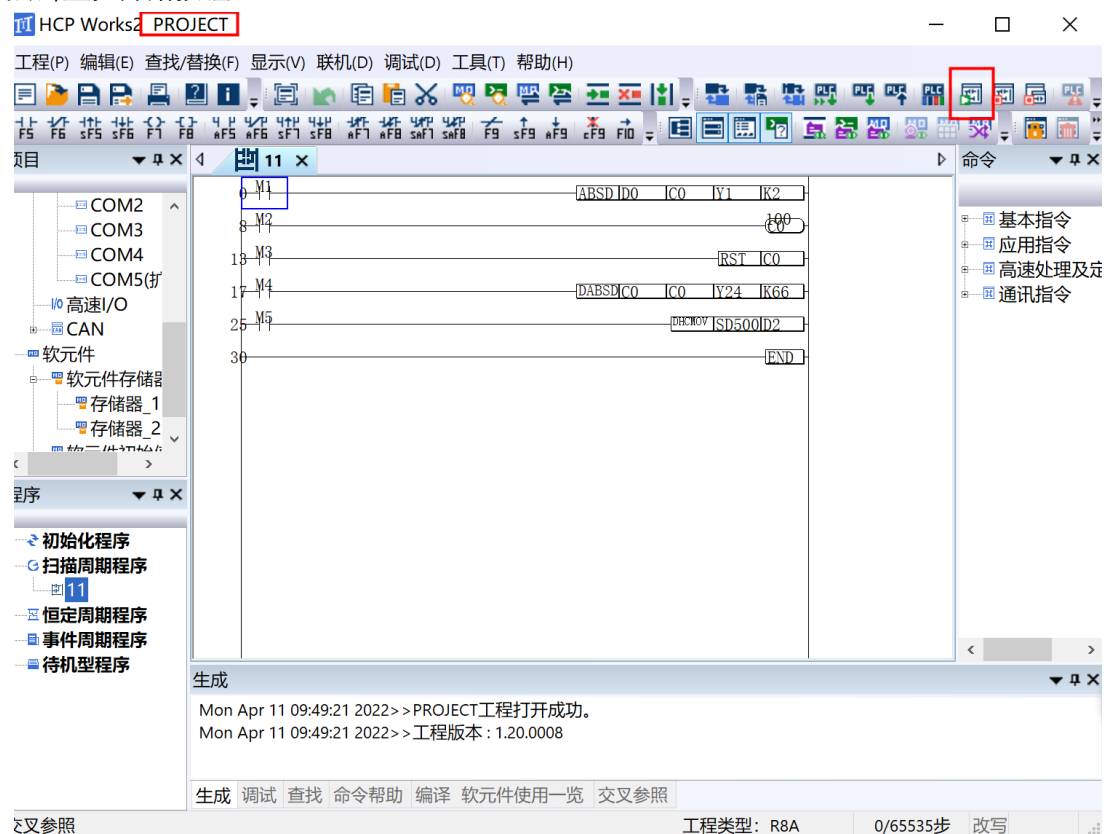 HCP Works2 PROJECT
工程(P) 编辑(E) 查找/替换(F) 显示(V) 联机(D) 调试(D) 工具(T) 帮助(H)
F5 F6 sF5 sF6 F7 F8 aF5 aF6 sF7 sF8 aF7 aF8 saF7 saF8 F9 sF9 aF9 cF9 F10
项目
11
命令
COM2
COM3
COM4
COM5(扩
高速I/O
CAN
软元件
软元件存储器
存储器_1
存储器_2
0 M1 ABSD D0 C0 Y1 K2
8 M2 100 C0
13 M3 RST C0
17 M4 DABSD C0 C0 Y24 K66
25 M5 DHCMOV SD500 D2
30 END
基本指令
应用指令
高速处理及定
通讯指令
程序
初始化程序
扫描周期程序
11
恒定周期程序
事件周期程序
待机型程序
生成
Mon Apr 11 09:49:21 2022>>PROJECT工程打开成功。
Mon Apr 11 09:49:21 2022>>工程版本 : 1.20.0008
生成 调试 查找 命令帮助 编译 软元件使用一览 交叉参照
交叉参照 工程类型: R8A 0/65535步 改写